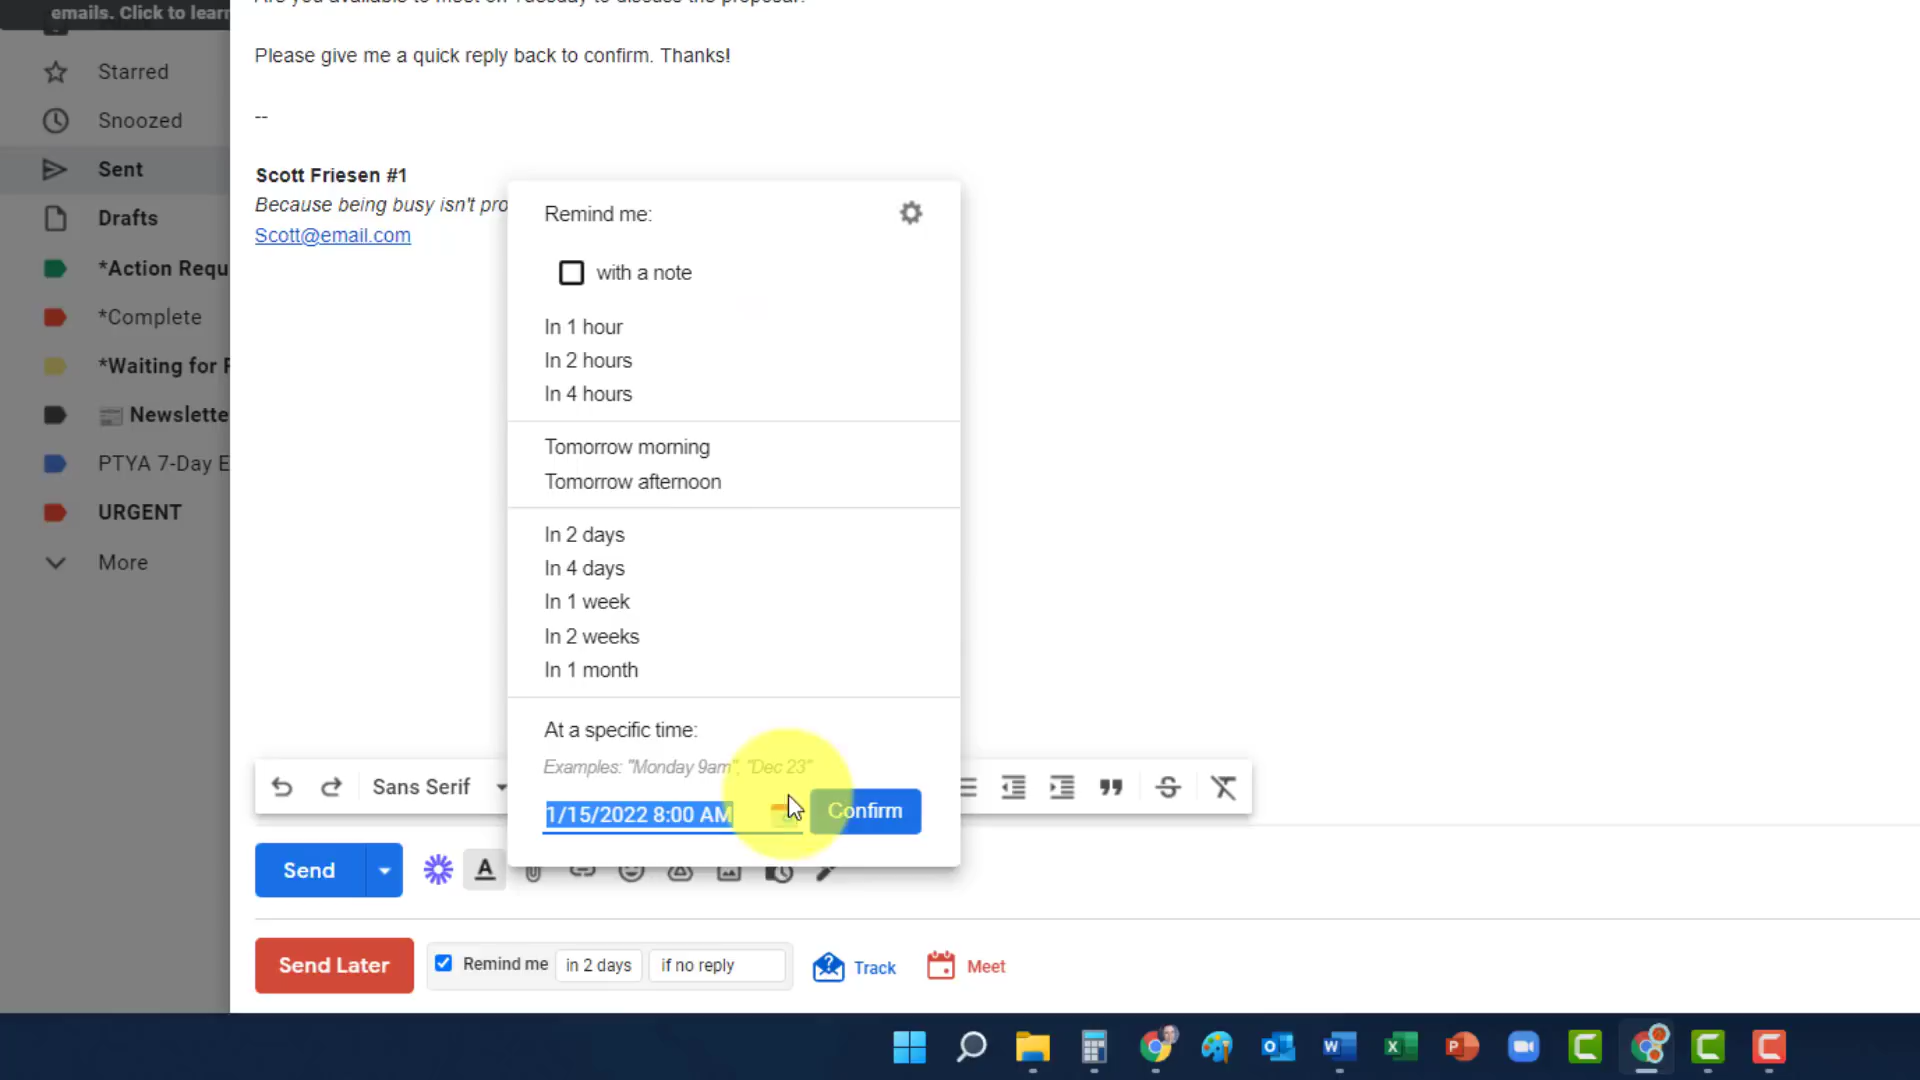 emails. Click to learn
Please give me a quick reply back to confirm. Thanks!
Starred
Snoozed
--
Sent
Scott Friesen #1
Because being busy isn't pro
Scott@email.com
Drafts
*Action Requ
*Complete
*Waiting for
Newslette
PTYA 7-Day E
URGENT
More
Remind me:
with a note
In 1 hour
In 2 hours
In 4 hours
Tomorrow morning
Tomorrow afternoon
In 2 days
In 4 days
In 1 week
In 2 weeks
In 1 month
At a specific time:
Examples: "Monday 9am", "Dec 23"
1/15/2022 8:00 AM
Confirm
Sans Serif
Send
Send Later
Remind me in 2 days if no reply
Track
Meet